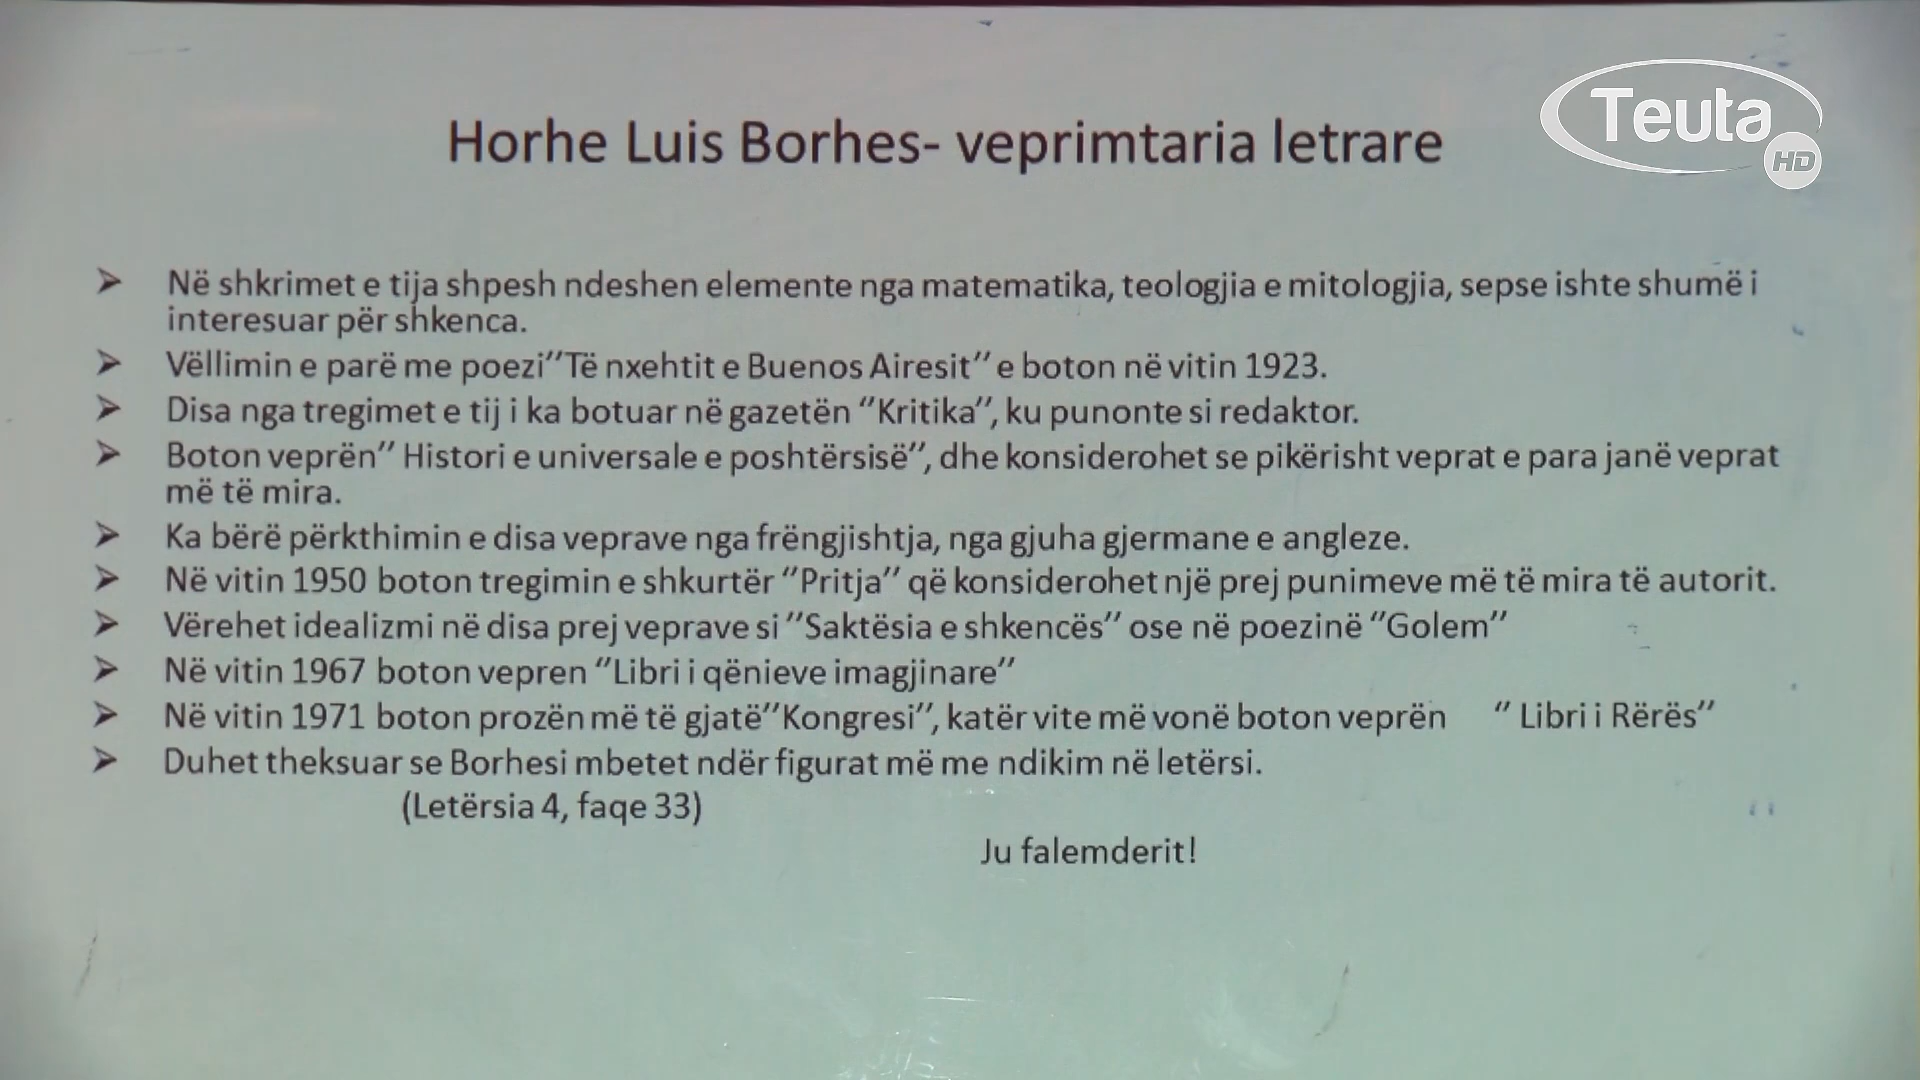 Teuta
HD
Horhe Luis Borhes- veprimtaria letrare
➤ Në shkrimet e tija shpesh ndeshen elemente nga matematika, teologjia e mitologjia, sepse ishte shumë i
interesuar për shkenca.
➤ Vëllimin e parë me poezi’’Të nxehtit e Buenos Airesit’’ e boton në vitin 1923.
➤ Disa nga tregimet e tij i ka botuar në gazetën ‘’Kritika’’, ku punonte si redaktor.
➤ Boton veprën’’ Histori e universale e poshtërsisë’’, dhe konsiderohet se pikërisht veprat e para janë veprat
më të mira.
➤ Ka bërë përkthimin e disa veprave nga frëngjishtja, nga gjuha gjermane e angleze.
➤ Në vitin 1950 boton tregimin e shkurtër ‘’Pritja’’ që konsiderohet një prej punimeve më të mira të autorit.
➤ Vërehet idealizmi në disa prej veprave si ‘’Saktësia e shkencës’’ ose në poezinë ‘’Golem’’
➤ Në vitin 1967 boton vepren ‘’Libri i qënieve imagjinare’’
➤ Në vitin 1971 boton prozën më të gjatë’’Kongresi’’, katër vite më vonë boton veprën ‘’ Libri i Rërës’’
➤ Duhet theksuar se Borhesi mbetet ndër figurat më me ndikim në letërsi.
(Letërsia 4, faqe 33)
Ju falemderit!